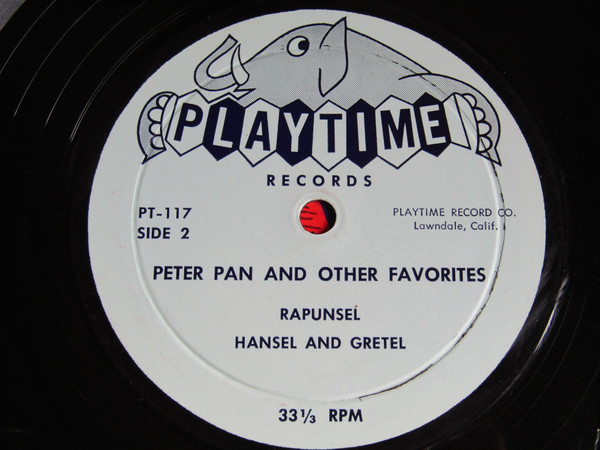 PLAYTIME
RECORDS
PT-117
SIDE 2
PLAYTIME RECORD CO.
Lawndale, Calif.
PETER PAN AND OTHER FAVORITES
RAPUNSEL
HANSEL AND GRETEL
33⅓ RPM